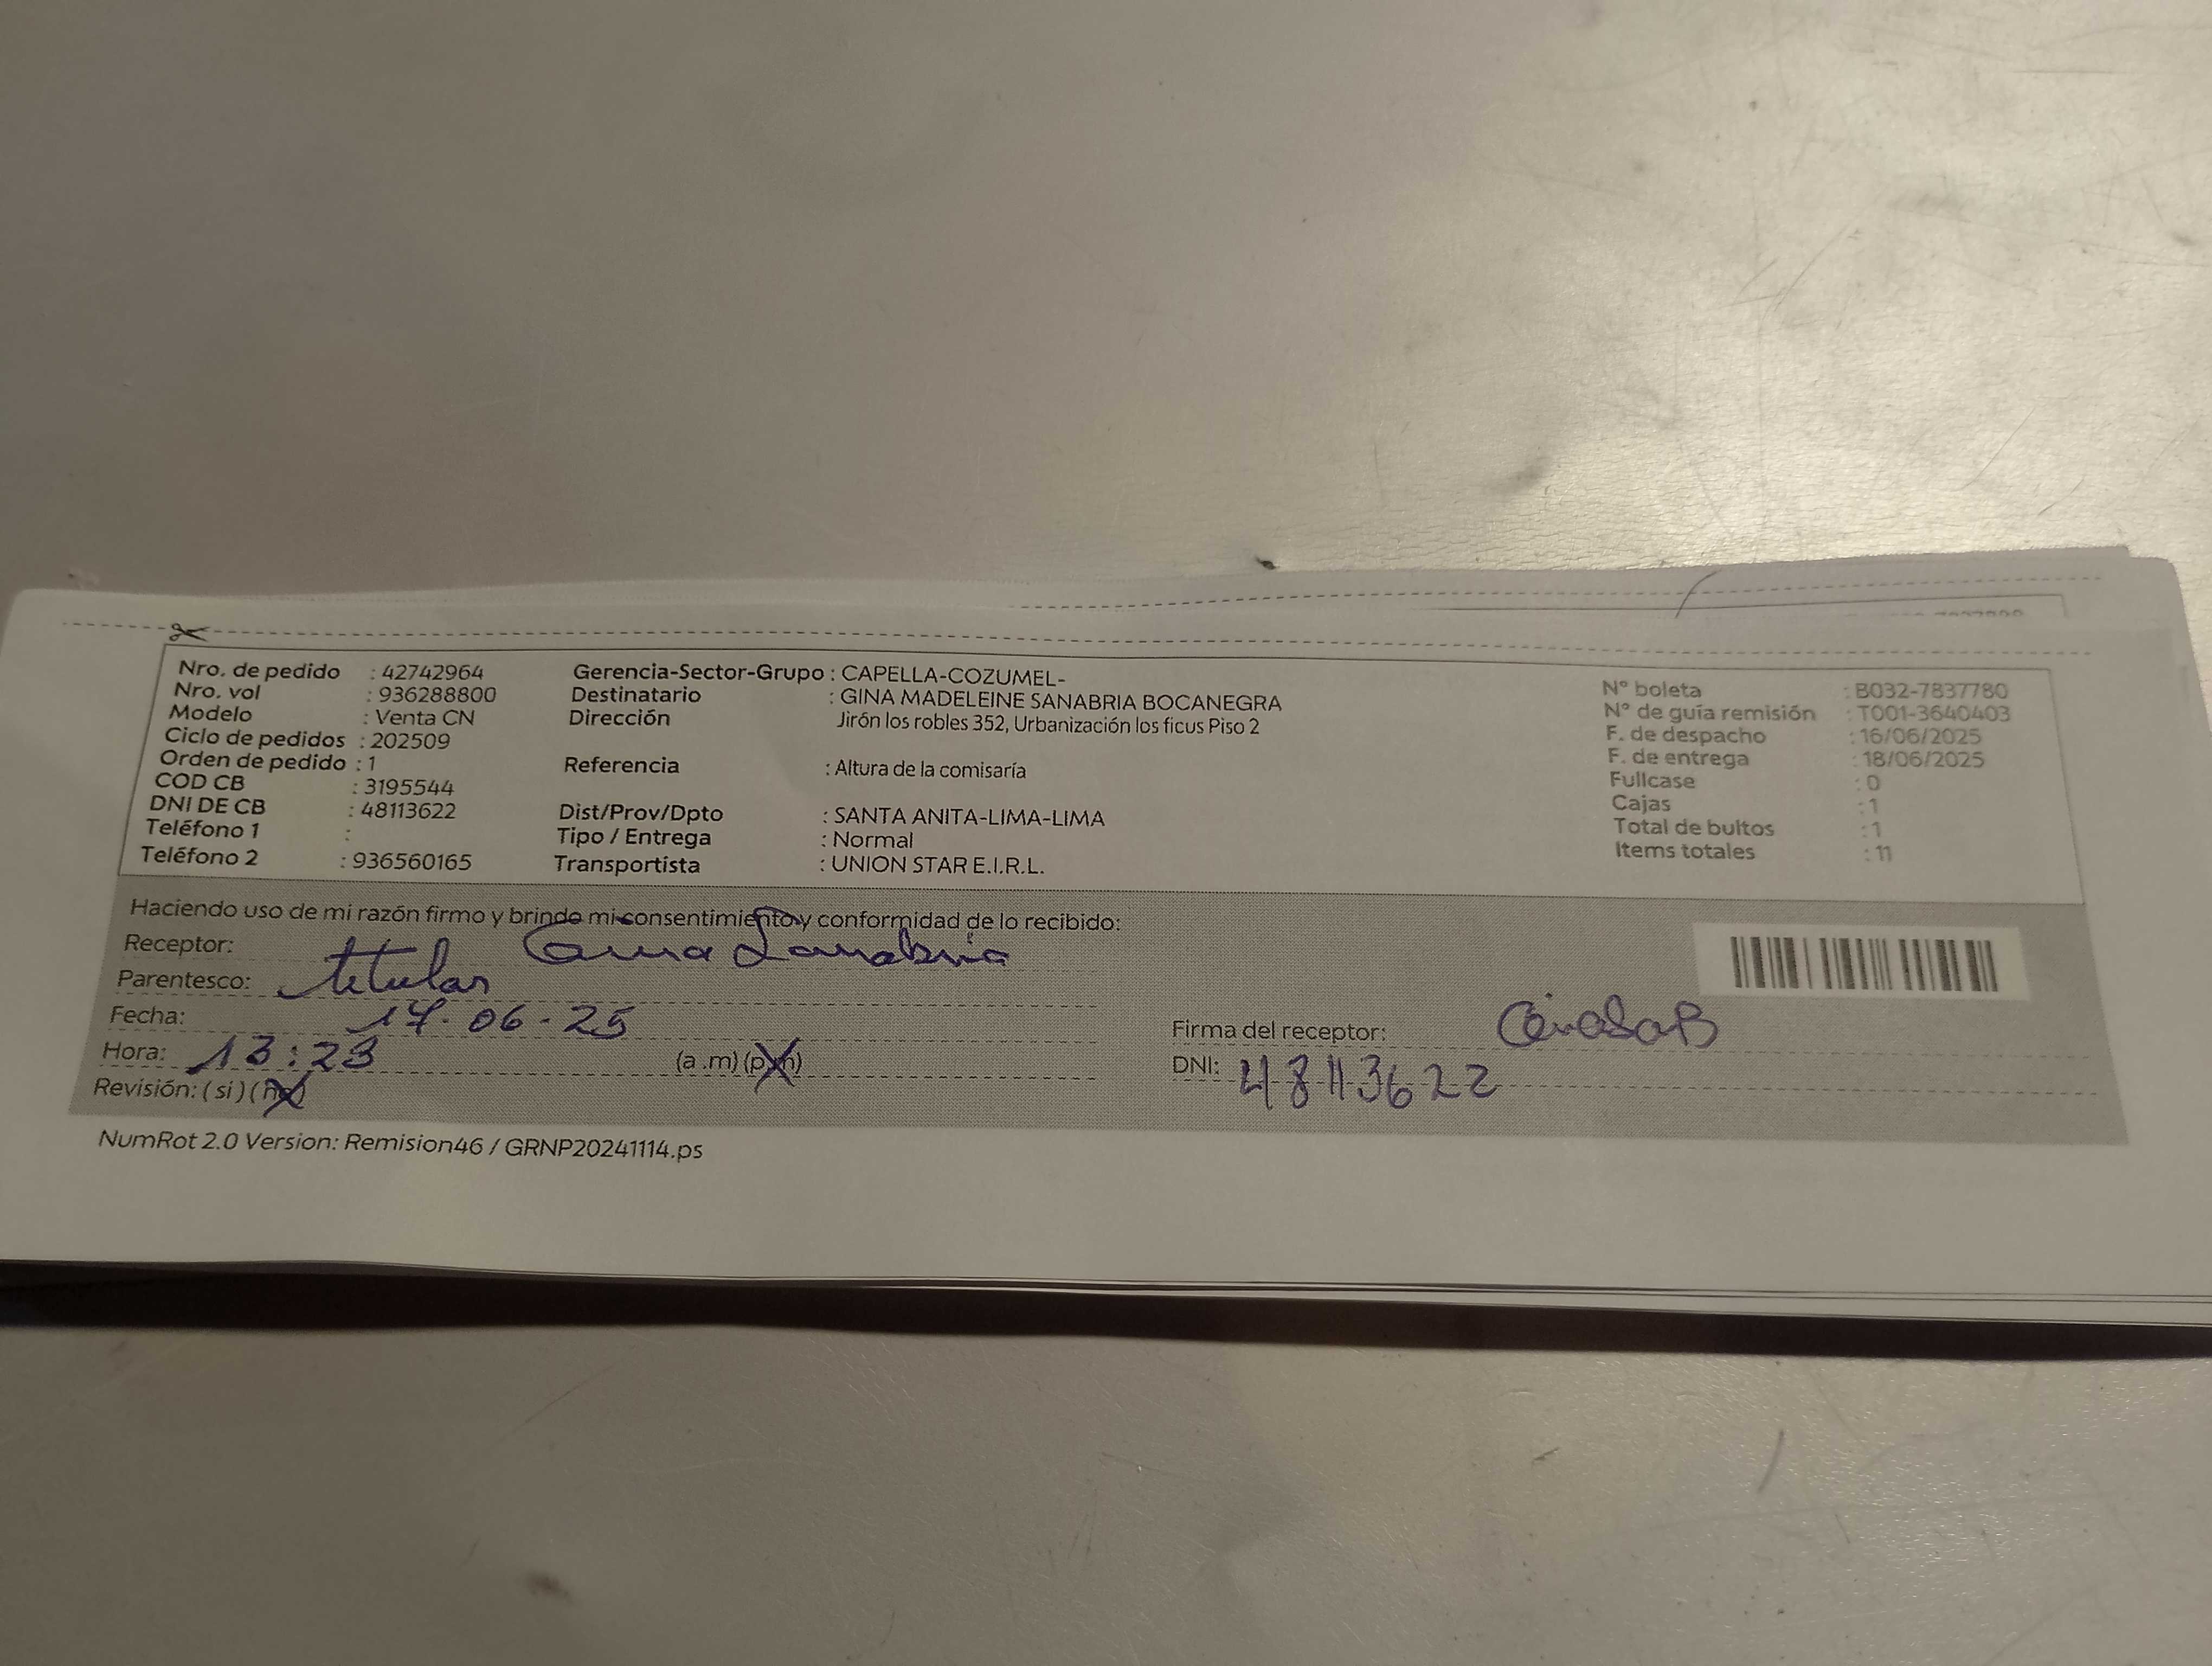 Nro. de pedido : 42742964
Nro. vol : 936288800
Modelo : Venta CN
Ciclo de pedidos : 202509
Orden de pedido : 1
COD CB : 3195544
DNI DE CB : 48113622
Teléfono 1 :
Teléfono 2 : 936560165
Gerencia-Sector-Grupo : CAPELLA-COZUMEL-
Destinatario : GINA MADELEINE SANABRIA BOCANEGRA
Dirección Jirón los robles 352, Urbanización los ficus Piso 2
Referencia : Altura de la comisaría
Dist/Prov/Dpto : SANTA ANITA-LIMA-LIMA
Tipo / Entrega : Normal
Transportista : UNION STAR E.I.R.L.
N° boleta : B032-7837780
N° de guía remisión : T001-3640403
F. de despacho : 16/06/2025
F. de entrega : 18/06/2025
Fullcase : 0
Cajas : 1
Total de bultos : 1
Items totales : 11
Haciendo uso de mi razón firmo y brindo mi consentimiento y conformidad de lo recibido:
Receptor: Gina Sanabria
Parentesco: titular
Fecha: 17-06-25
Hora: 13:23 (a.m) (p.m)
Revisión: (si) (no)
Firma del receptor:
DNI: 48113622
NumRot 2.0 Version: Remision46 / GRNP20241114.ps